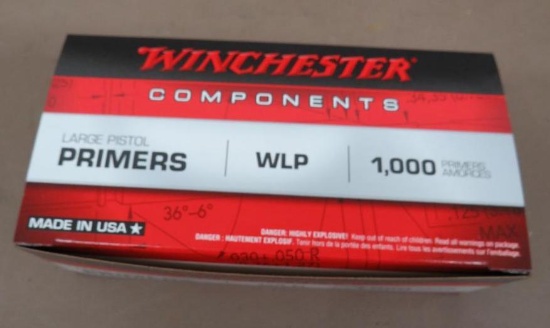 WINCHESTER
COMPONENTS
LARGE PISTOL
PRIMERS
WLP
1,000 PRIMERS
AMORCES
36°-6°
MADE IN USA
DANGER: HIGHLY EXPLOSIVE! Keep out of reach of children. Read all warnings on package.
DANGER : HAUTEMENT EXPLOSIF. Tenir hors de la portée des enfants. Lire tous les avertissements sur l'emballage.
MAX
.050 R